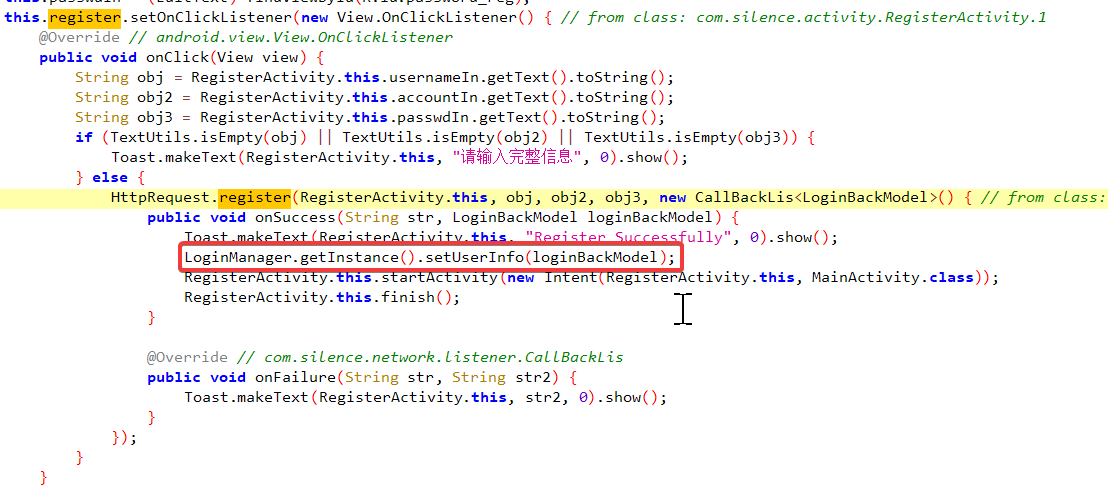 this.register.setOnClickListener(new View.OnClickListener() { // from class: com.silence.activity.RegisterActivity.1
@Override // android.view.View.OnClickListener
public void onClick(View view) {
String obj = RegisterActivity.this.usernameIn.getText().toString();
String obj2 = RegisterActivity.this.accountIn.getText().toString();
String obj3 = RegisterActivity.this.passwdIn.getText().toString();
if (TextUtils.isEmpty(obj) || TextUtils.isEmpty(obj2) || TextUtils.isEmpty(obj3)) {
Toast.makeText(RegisterActivity.this, "请输入完整信息", 0).show();
} else {
HttpRequest.register(RegisterActivity.this, obj, obj2, obj3, new CallBackLis<LoginBackModel>() { // from class:
public void onSuccess(String str, LoginBackModel loginBackModel) {
Toast.makeText(RegisterActivity.this, "Register Successfully", 0).show();
LoginManager.getInstance().setUserInfo(loginBackModel);
RegisterActivity.this.startActivity(new Intent(RegisterActivity.this, MainActivity.class));
RegisterActivity.this.finish();
}
@Override // com.silence.network.listener.CallBackLis
public void onFailure(String str, String str2) {
Toast.makeText(RegisterActivity.this, str2, 0).show();
}
});
}
}